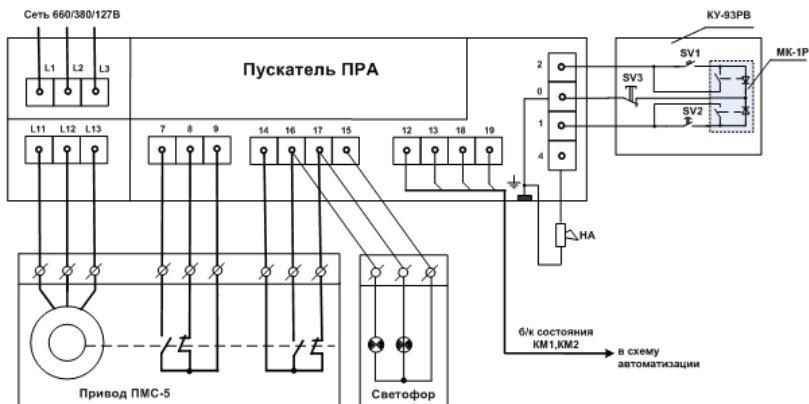 Сеть 660/380/127В
КУ-93РВ
МК-1Р
L1 L2 L3
Пускатель ПРА
2
SV1
SV3
0
SV2
1
4
L11 L12 L13
7 8 9
14 16 17 15
12 13 18 19
НА
б/к состояния
КМ1,КМ2
в схему
автоматизации
Привод ПМС-5
Светофор